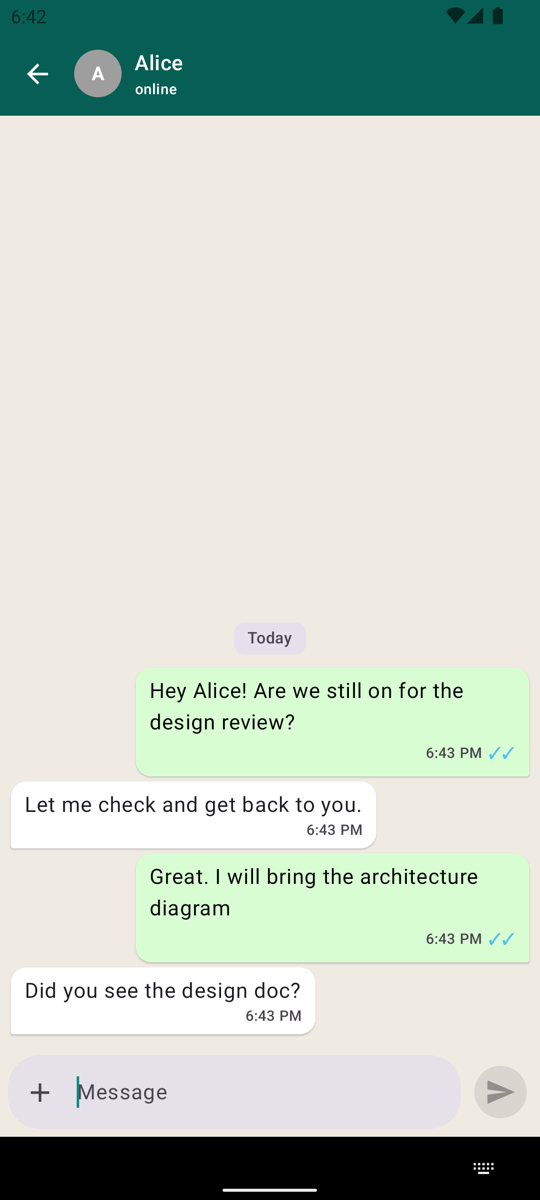 6:42
A
Alice
online
Today
Hey Alice! Are we still on for the
design review?
6:43 PM ✓✓
Let me check and get back to you.
6:43 PM
Great. I will bring the architecture
diagram
6:43 PM ✓✓
Did you see the design doc?
6:43 PM
Message